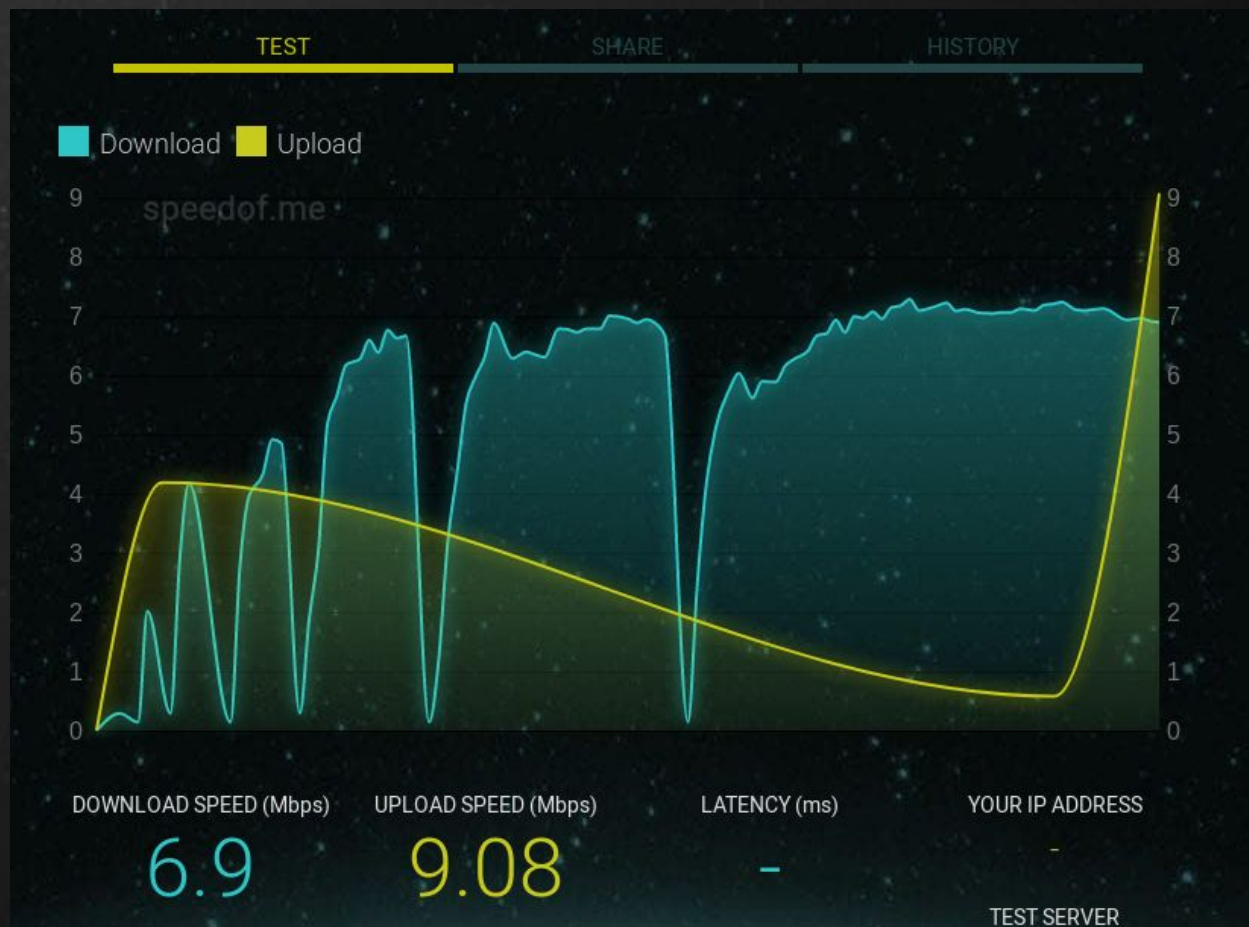 TEST SHARE HISTORY
Download Upload
speedof.me
9 9
8 8
7 7
6 6
5 5
4 4
3 3
2 2
1 1
0 0
DOWNLOAD SPEED (Mbps) UPLOAD SPEED (Mbps) LATENCY (ms) YOUR IP ADDRESS
6.9 9.08 - -
TEST SERVER